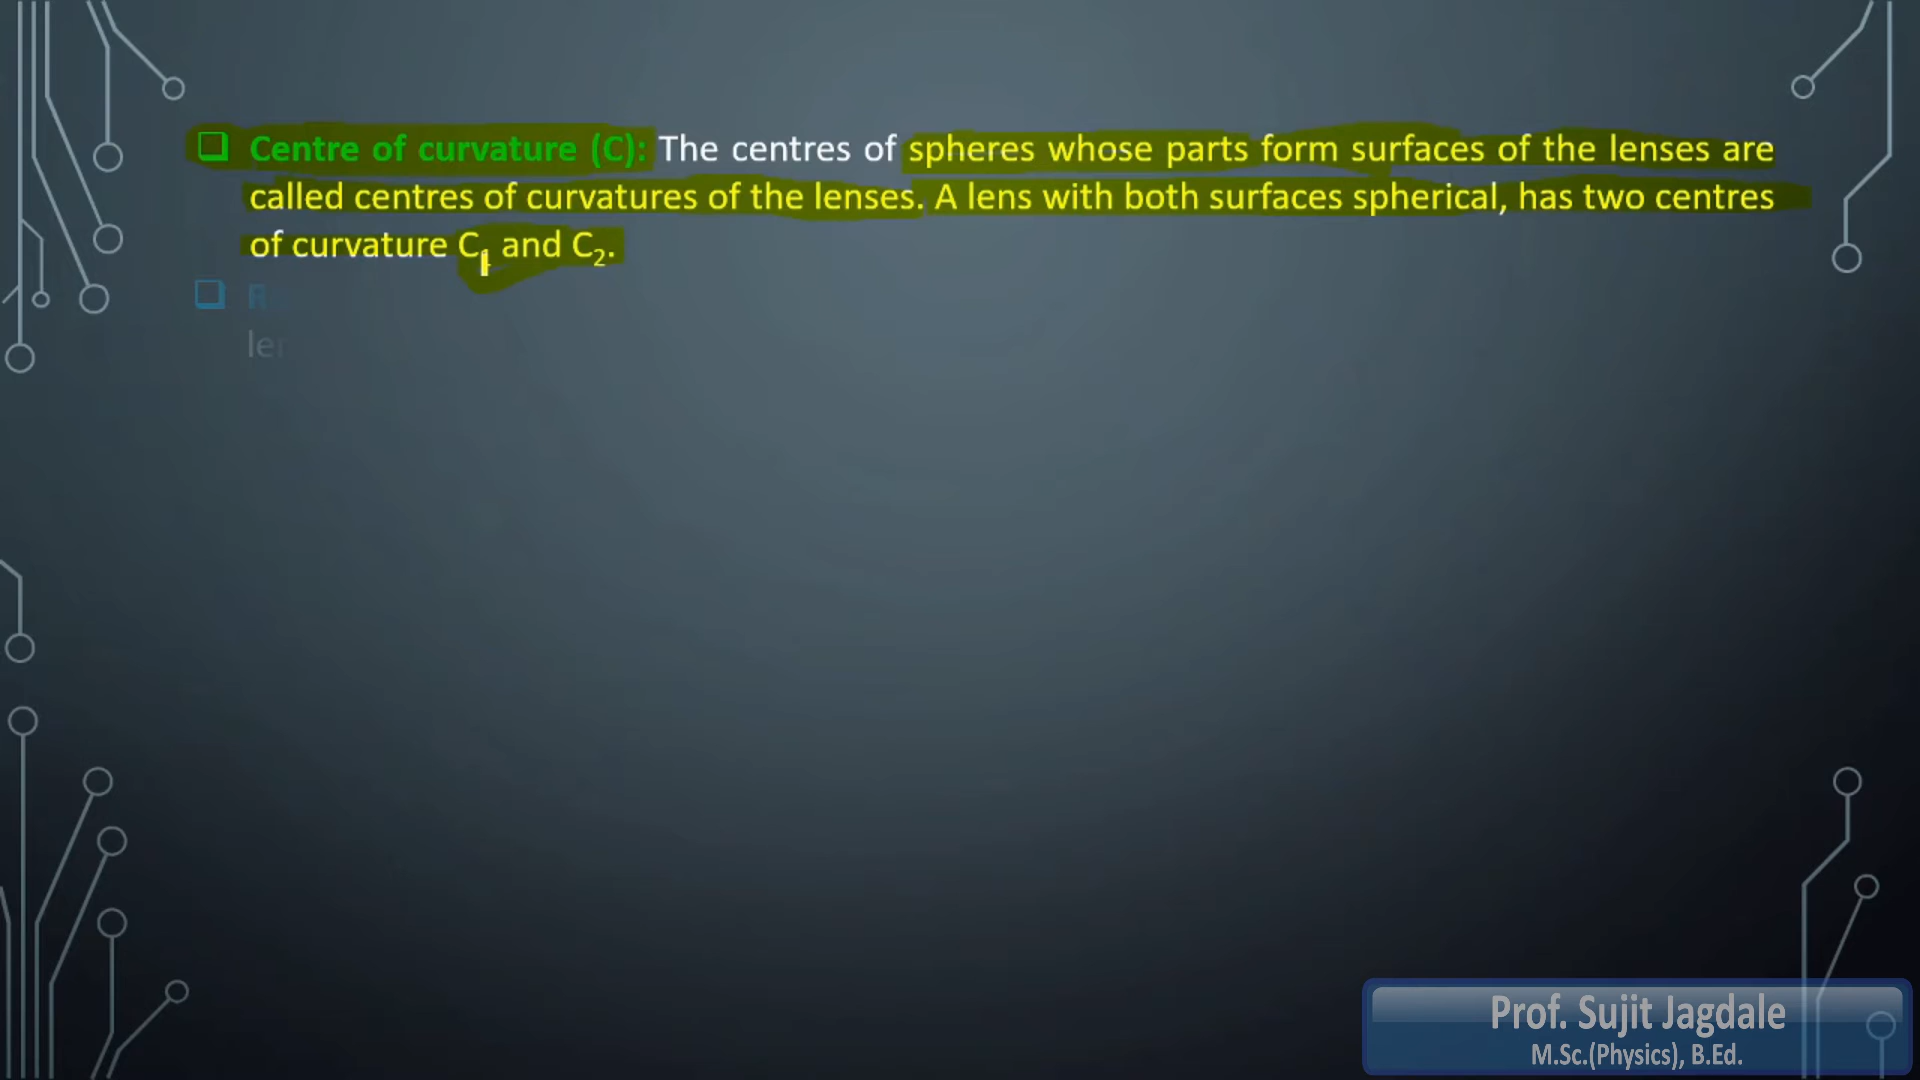 Centre of curvature (C): The centres of spheres whose parts form surfaces of the lenses are
called centres of curvatures of the lenses. A lens with both surfaces spherical, has two centres
of curvature C₁ and C₂.
Prof. Sujit Jagdale
M.Sc.(Physics), B.Ed.